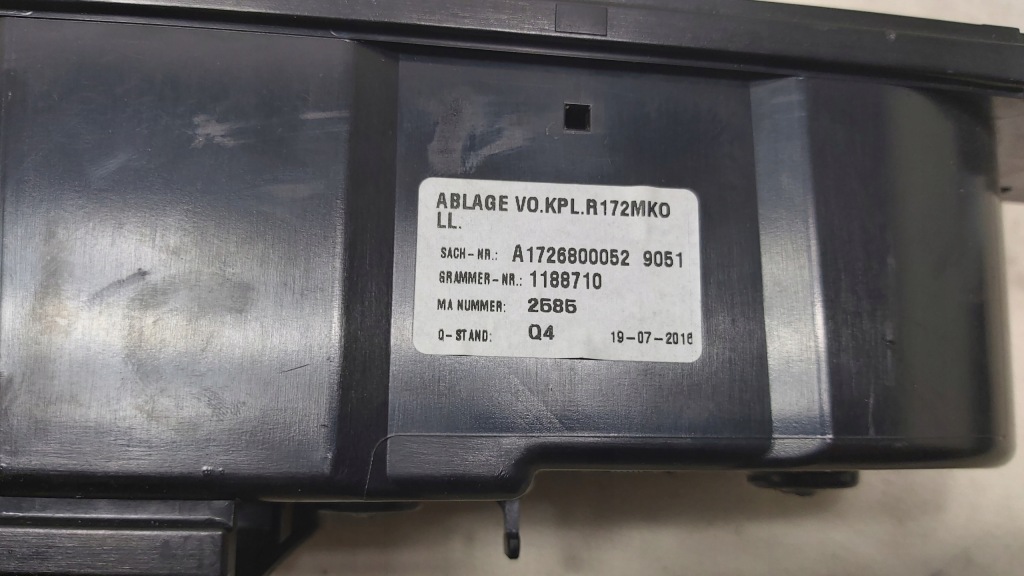 ABLAGE VO.KPL.R172MKO
LL.
SACH-NR.: A1726800052 9051
GRAMMER-NR.: 1188710
MA NUMMER: 2585
Q-STAND: Q4 19-07-2016